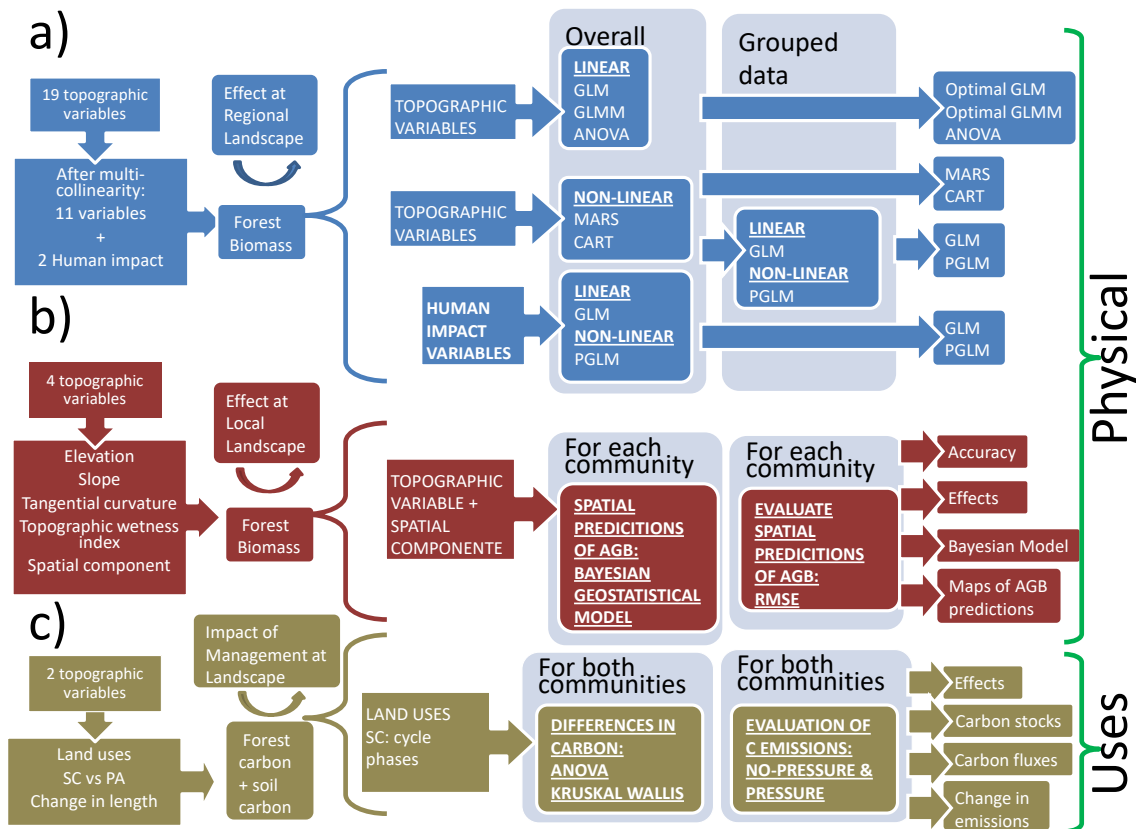 a)
19 topographic
variables
After multi-
collinearity:
11 variables
+
2 Human impact
Effect at
Regional
Landscape
Forest
Biomass
TOPOGRAPHIC
VARIABLES
TOPOGRAPHIC
VARIABLES
HUMAN
IMPACT
VARIABLES
Overall
LINEAR
GLM
GLMM
ANOVA
NON-LINEAR
MARS
CART
LINEAR
GLM
NON-LINEAR
PGLM
Grouped
data
LINEAR
GLM
NON-LINEAR
PGLM
Optimal GLM
Optimal GLMM
ANOVA
MARS
CART
GLM
PGLM
GLM
PGLM
b)
4 topographic
variables
Elevation
Slope
Tangential curvature
Topographic wetness
index
Spatial component
Effect at
Local
Landscape
Forest
Biomass
TOPOGRAPHIC
VARIABLE +
SPATIAL
COMPONENTE
For each
community
SPATIAL
PREDICITIONS
OF AGB:
BAYESIAN
GEOSTATISTICAL
MODEL
For each
community
EVALUATE
SPATIAL
PREDICTIONS
OF AGB:
RMSE
Accuracy
Effects
Bayesian Model
Maps of AGB
predictions
Physical
c)
2 topographic
variables
Land uses
SC vs PA
Change in length
Impact of
Management at
Landscape
Forest
carbon
+ soil
carbon
LAND USES
SC: cycle
phases
For both
communities
DIFFERENCES IN
CARBON:
ANOVA
KRUSKAL WALLIS
For both
communities
EVALUATION OF
C EMISSIONS:
NO-PRESSURE &
PRESSURE
Effects
Carbon stocks
Carbon fluxes
Change in
emissions
Uses